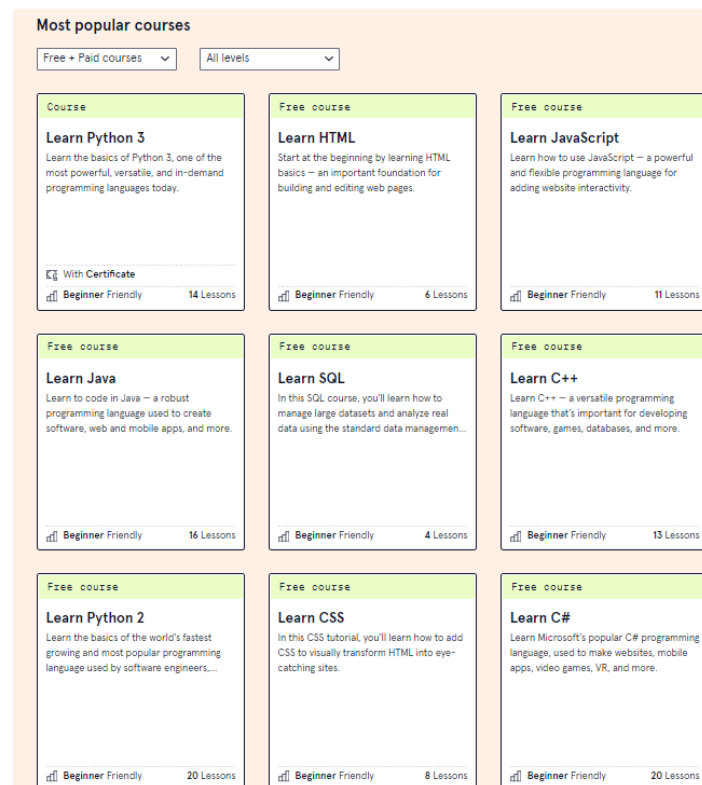 Most popular courses
Free + Paid courses
All levels
Course
Learn Python 3
Learn the basics of Python 3, one of the
most powerful, versatile, and in-demand
programming languages today.
With Certificate
Beginner Friendly
14 Lessons
Free course
Learn HTML
Start at the beginning by learning HTML
basics — an important foundation for
building and editing web pages.
Beginner Friendly
6 Lessons
Free course
Learn JavaScript
Learn how to use JavaScript — a powerful
and flexible programming language for
adding website interactivity.
Beginner Friendly
11 Lessons
Free course
Learn Java
Learn to code in Java — a robust
programming language used to create
software, web and mobile apps, and more.
Beginner Friendly
16 Lessons
Free course
Learn SQL
In this SQL course, you'll learn how to
manage large datasets and analyze real
data using the standard data managemen...
Beginner Friendly
4 Lessons
Free course
Learn C++
Learn C++ — a versatile programming
language that's important for developing
software, games, databases, and more.
Beginner Friendly
13 Lessons
Free course
Learn Python 2
Learn the basics of the world's fastest
growing and most popular programming
language used by software engineers,...
Beginner Friendly
20 Lessons
Free course
Learn CSS
In this CSS tutorial, you'll learn how to add
CSS to visually transform HTML into eye-
catching sites.
Beginner Friendly
8 Lessons
Free course
Learn C#
Learn Microsoft's popular C# programming
language, used to make websites, mobile
apps, video games, VR, and more.
Beginner Friendly
20 Lessons